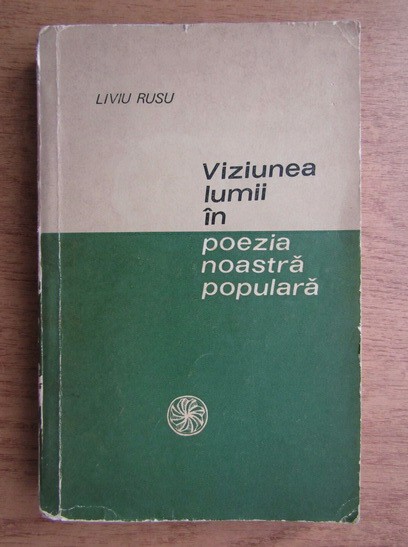 LIVIU RUSU
Viziunea
lumii
în
poezia
noastră
populară